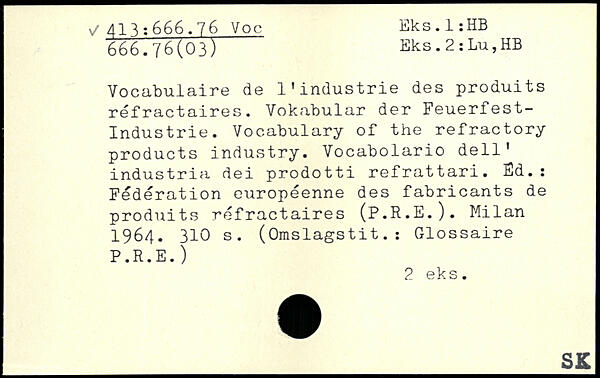 ✓ 413:666.76 Voc Eks.1:HB
666.76(03) Eks.2:Lu,HB
Vocabulaire de l'industrie des produits
réfractaires. Vokabular der Feuerfest-
Industrie. Vocabulary of the refractory
products industry. Vocabolario dell'
industria dei prodotti refrattari. Ed.:
Fédération européenne des fabricants de
produits réfractaires (P.R.E.). Milan
1964. 310 s. (Omslagstit.: Glossaire
P.R.E.)
2 eks.
SK